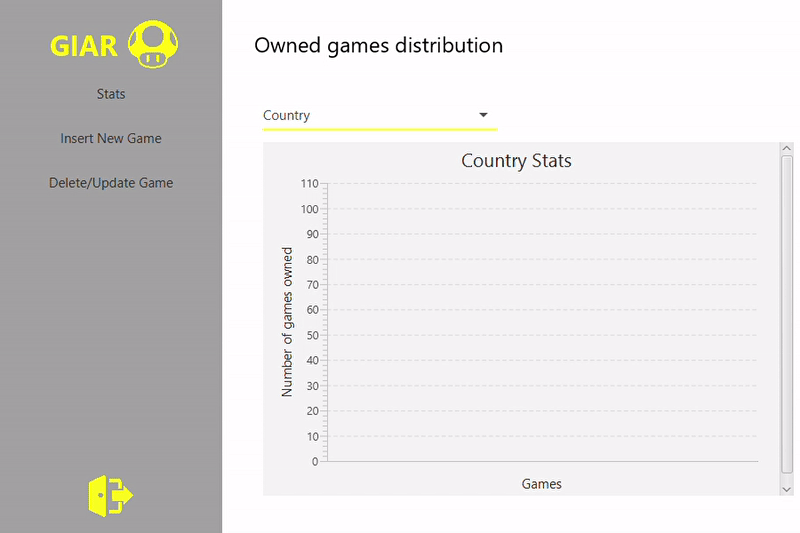 GIAR
Stats
Insert New Game
Delete/Update Game
Owned games distribution
Country
Country Stats
Number of games owned
110
100
90
80
70
60
50
40
30
20
10
0
Games